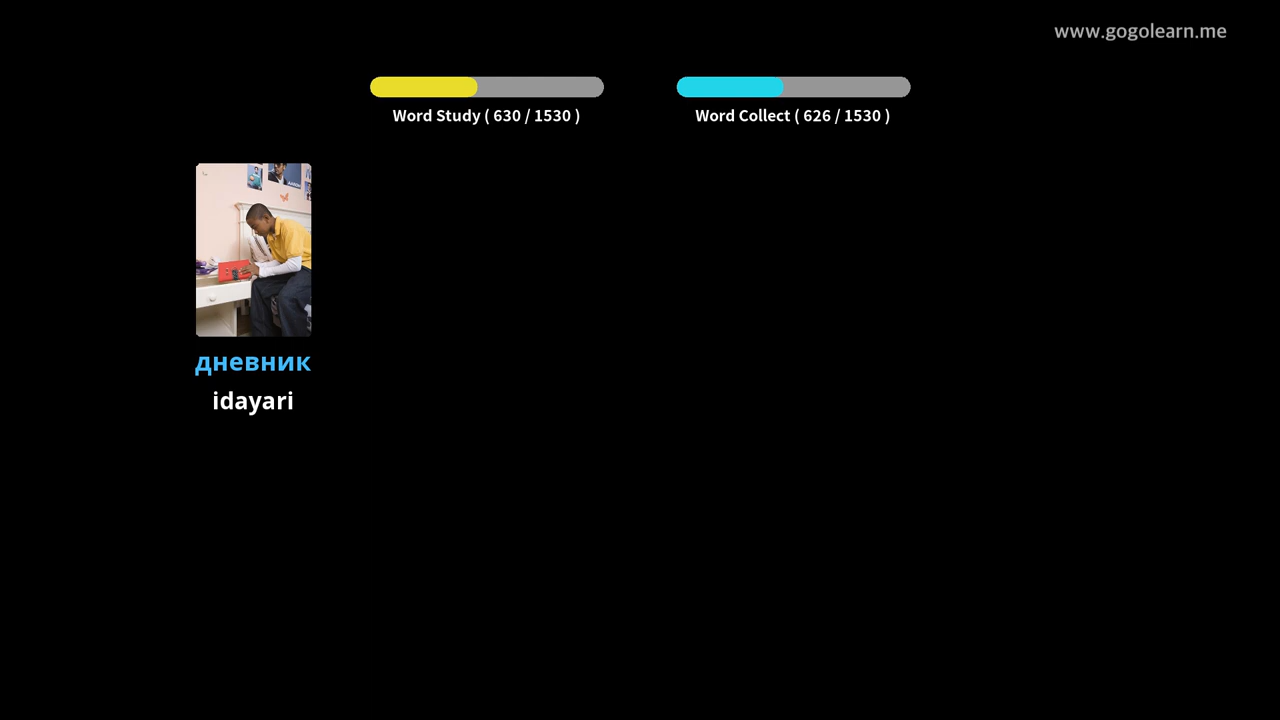 www.gogolearn.me
Word Study ( 630 / 1530 )
Word Collect ( 626 / 1530 )
дневник
idayari